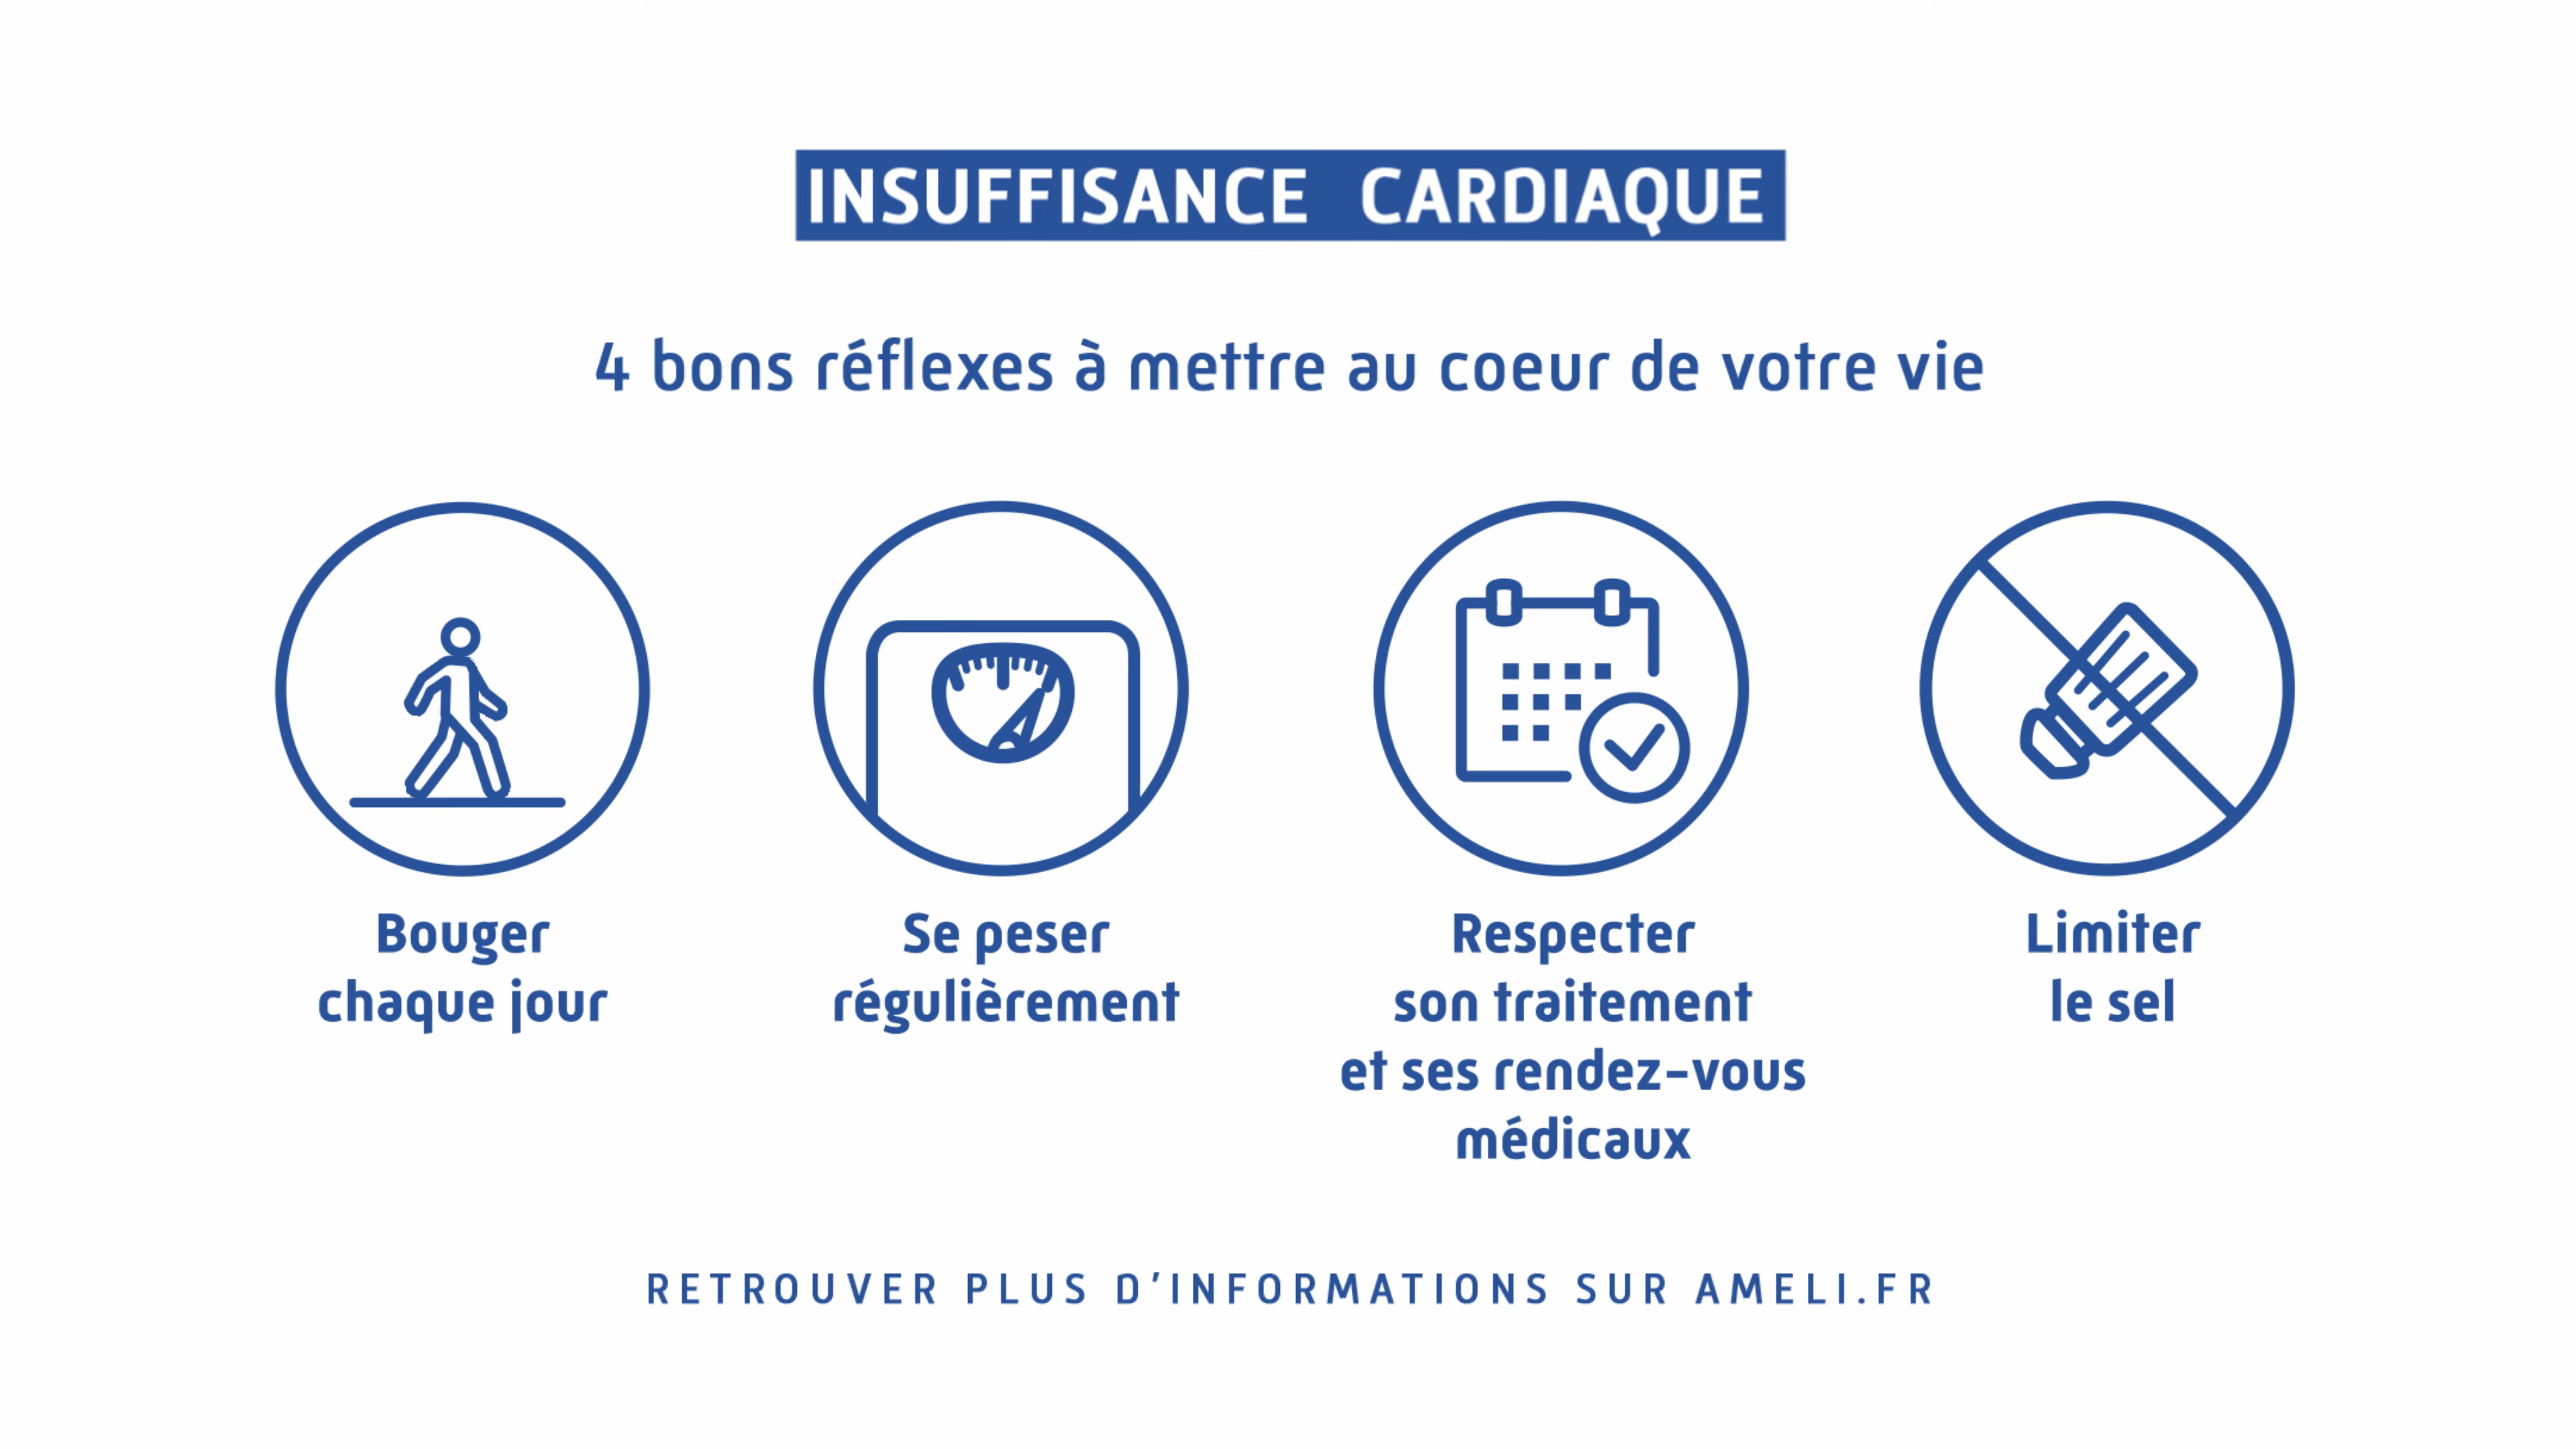 INSUFFISANCE CARDIAQUE
4 bons réflexes à mettre au coeur de votre vie
Bouger
chaque jour
Se peser
régulièrement
Respecter
son traitement
et ses rendez-vous
médicaux
Limiter
le sel
RETROUVER PLUS D'INFORMATIONS SUR AMELI.FR